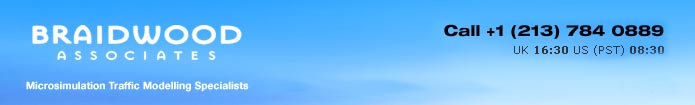 BRAIDWOOD
ASSOCIATES
Microsimulation Traffic Modelling Specialists
Call +1 (213) 784 0889
UK 16:30 US (PST) 08:30